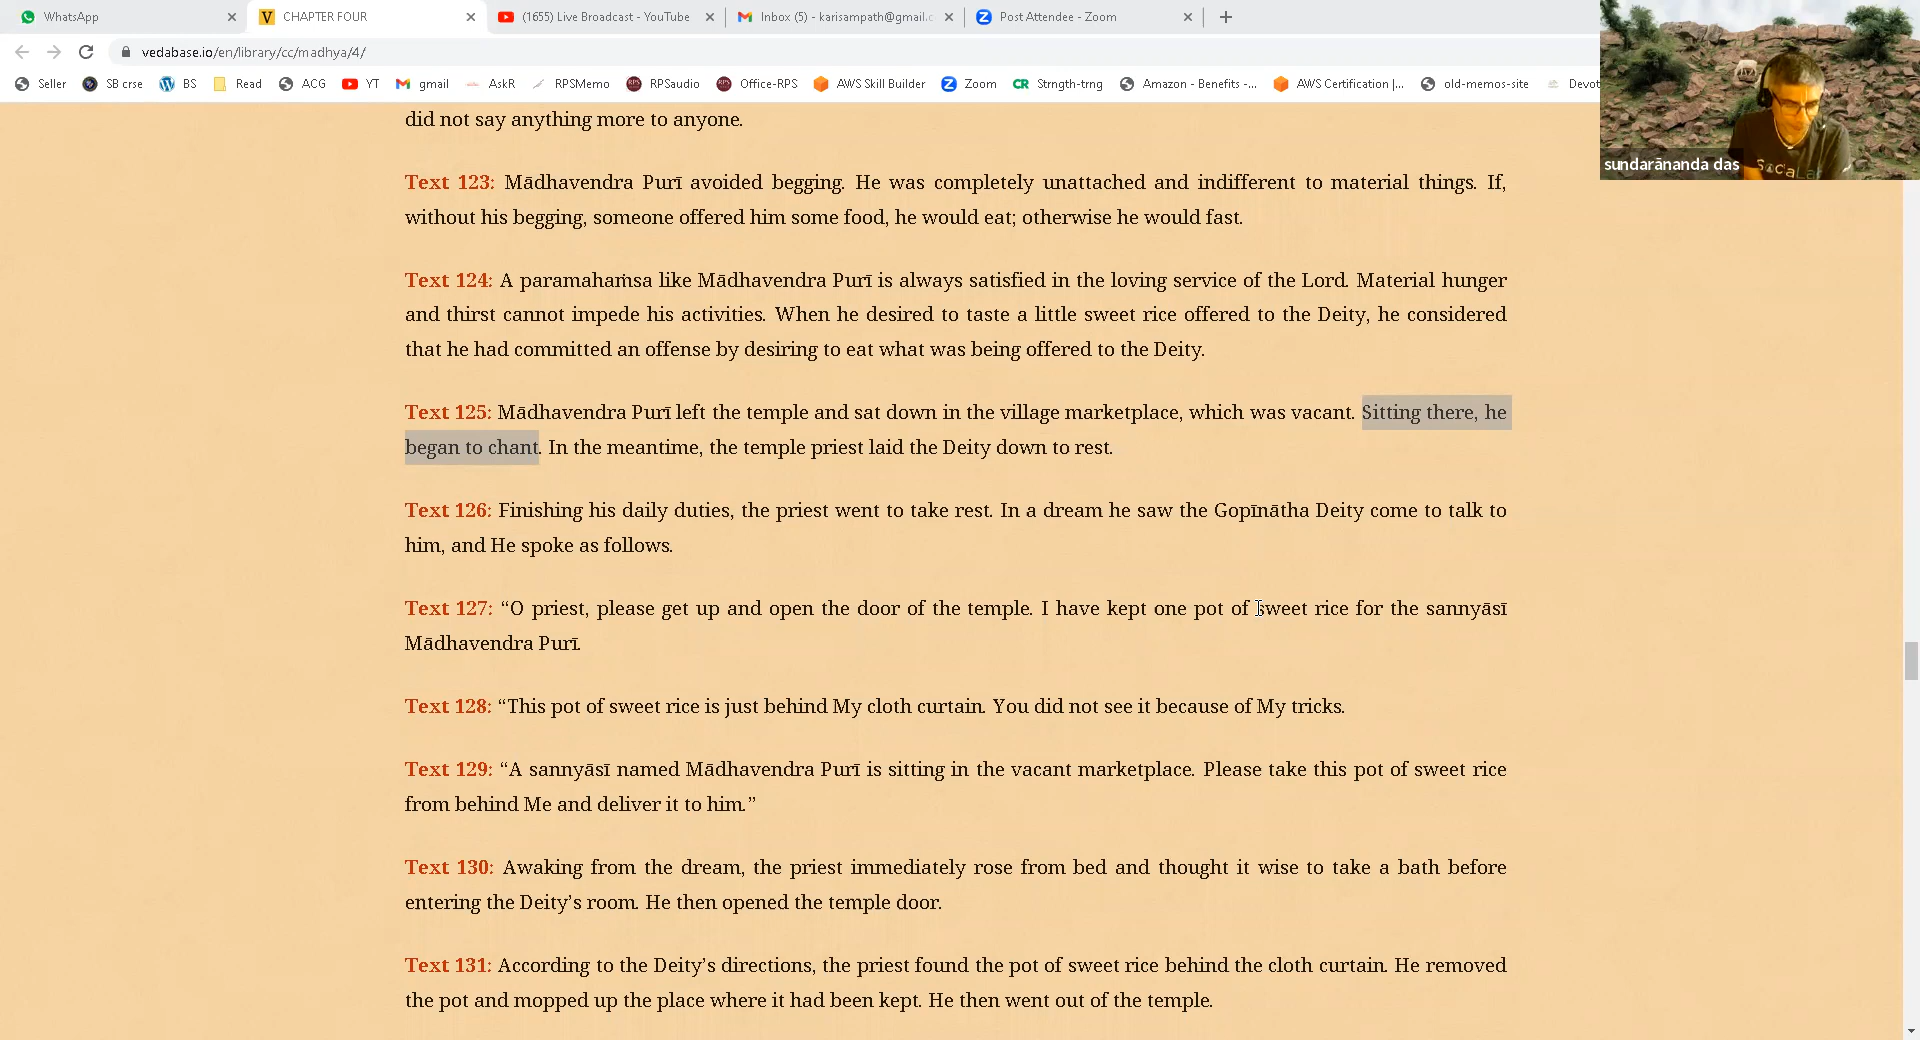 WhatsApp
CHAPTER FOUR
(1655) Live Broadcast - YouTube
Inbox (5) - karisampath@gmail.c
Post Attendee - Zoom
vedabase.io/en/library/cc/madhya/4/
Seller SB crse BS Read ACG YT gmail AskR RPSMemo RPSaudio Office-RPS AWS Skill Builder Zoom Strngth-trng Amazon - Benefits -... AWS Certification |... old-memos-site Devot
sundarānanda das
did not say anything more to anyone.
Text 123: Mādhavendra Purī avoided begging. He was completely unattached and indifferent to material things. If,
without his begging, someone offered him some food, he would eat; otherwise he would fast.
Text 124: A paramahaṁsa like Mādhavendra Purī is always satisfied in the loving service of the Lord. Material hunger
and thirst cannot impede his activities. When he desired to taste a little sweet rice offered to the Deity, he considered
that he had committed an offense by desiring to eat what was being offered to the Deity.
Text 125: Mādhavendra Purī left the temple and sat down in the village marketplace, which was vacant. Sitting there, he
began to chant. In the meantime, the temple priest laid the Deity down to rest.
Text 126: Finishing his daily duties, the priest went to take rest. In a dream he saw the Gopīnātha Deity come to talk to
him, and He spoke as follows.
Text 127: “O priest, please get up and open the door of the temple. I have kept one pot of sweet rice for the sannyāsī
Mādhavendra Purī.
Text 128: “This pot of sweet rice is just behind My cloth curtain. You did not see it because of My tricks.
Text 129: “A sannyāsī named Mādhavendra Purī is sitting in the vacant marketplace. Please take this pot of sweet rice
from behind Me and deliver it to him.”
Text 130: Awaking from the dream, the priest immediately rose from bed and thought it wise to take a bath before
entering the Deity’s room. He then opened the temple door.
Text 131: According to the Deity’s directions, the priest found the pot of sweet rice behind the cloth curtain. He removed
the pot and mopped up the place where it had been kept. He then went out of the temple.